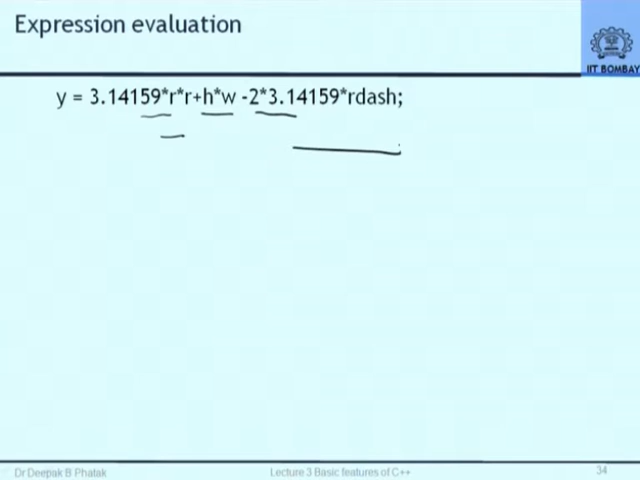 Expression evaluation
IIT BOMBAY
y = 3.14159*r*r+h*w -2*3.14159*rdash;
Dr Deepak B Phatak
Lecture 3 Basic features of C++
34